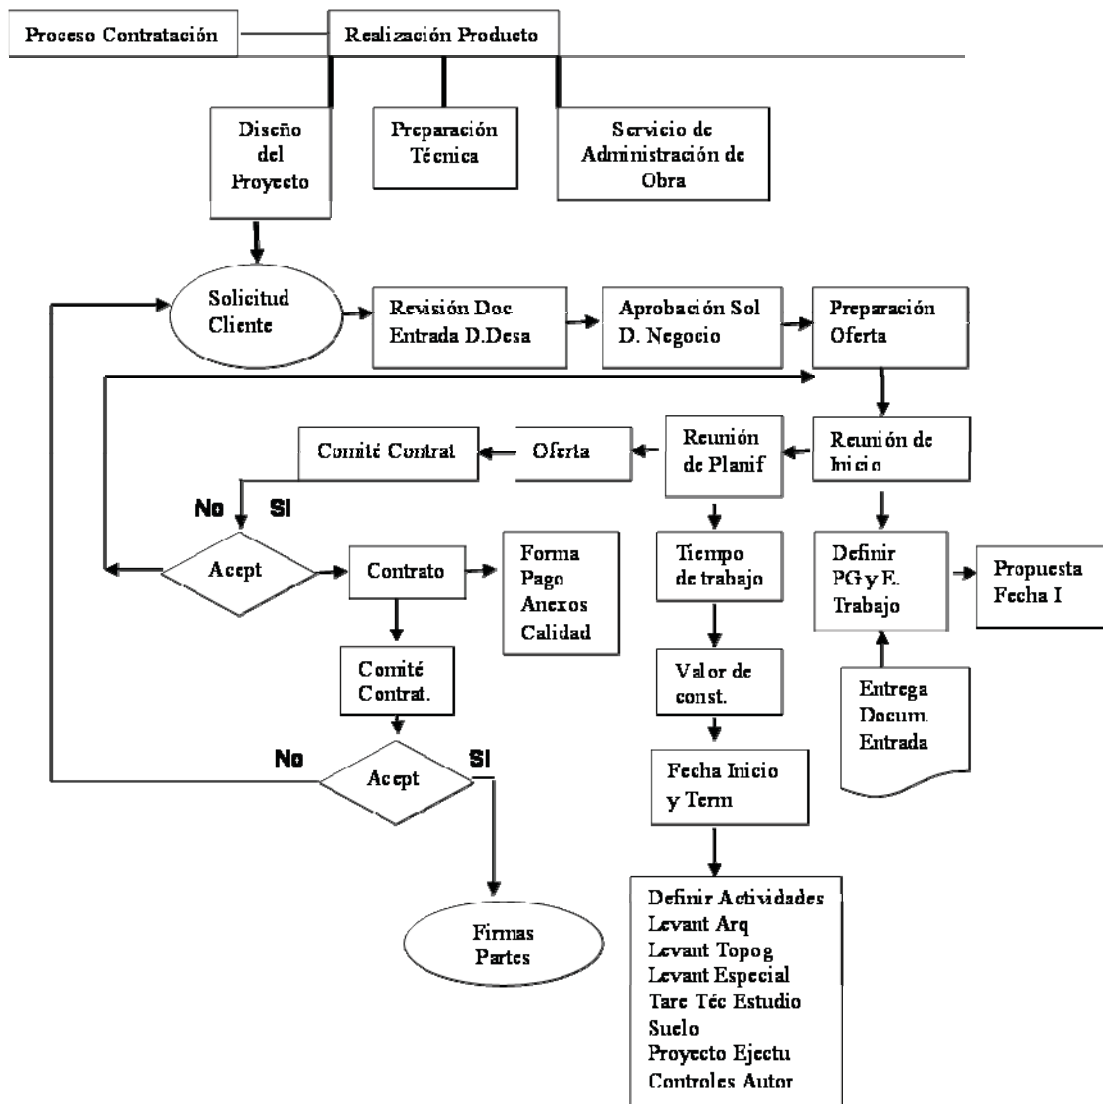 Proceso Contratación
Realización Producto
Diseño
del
Proyecto
Preparación
Técnica
Servicio de
Administración de
Obra
Solicitud
Cliente
Revisión Doc
Entrada D.Desa
Aprobación Sol
D. Negocio
Preparación
Oferta
Comité Contrat
Oferta
Reunión
de Planif
Reunión de
Inicio
No
SI
Acept
Contrato
Forma
Pago
Anexos
Calidad
Tiempo
de trabajo
Definir
PG y E.
Trabajo
Propuesta
Fecha I
Comité
Contrat.
Valor de
const.
Entrega
Docum.
Entrada
No
SI
Acept
Fecha Inicio
y Term
Firmas
Partes
Definir Actividades
Levant Arq
Levant Topog
Levant Especial
Tare Téc Estudio
Suelo
Proyecto Ejectu
Controles Autor